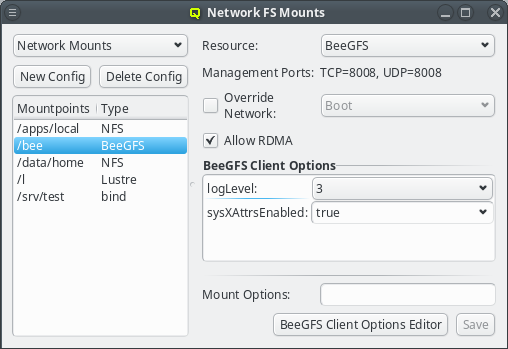 Network FS Mounts
Network Mounts
New Config Delete Config
Mountpoints Type
/apps/local NFS
/bee BeeGFS
/data/home NFS
/l Lustre
/srv/test bind
Resource: BeeGFS
Management Ports: TCP=8008, UDP=8008
Override
Network: Boot
Allow RDMA
BeeGFS Client Options
logLevel: 3
sysXAttrsEnabled: true
Mount Options:
BeeGFS Client Options Editor Save